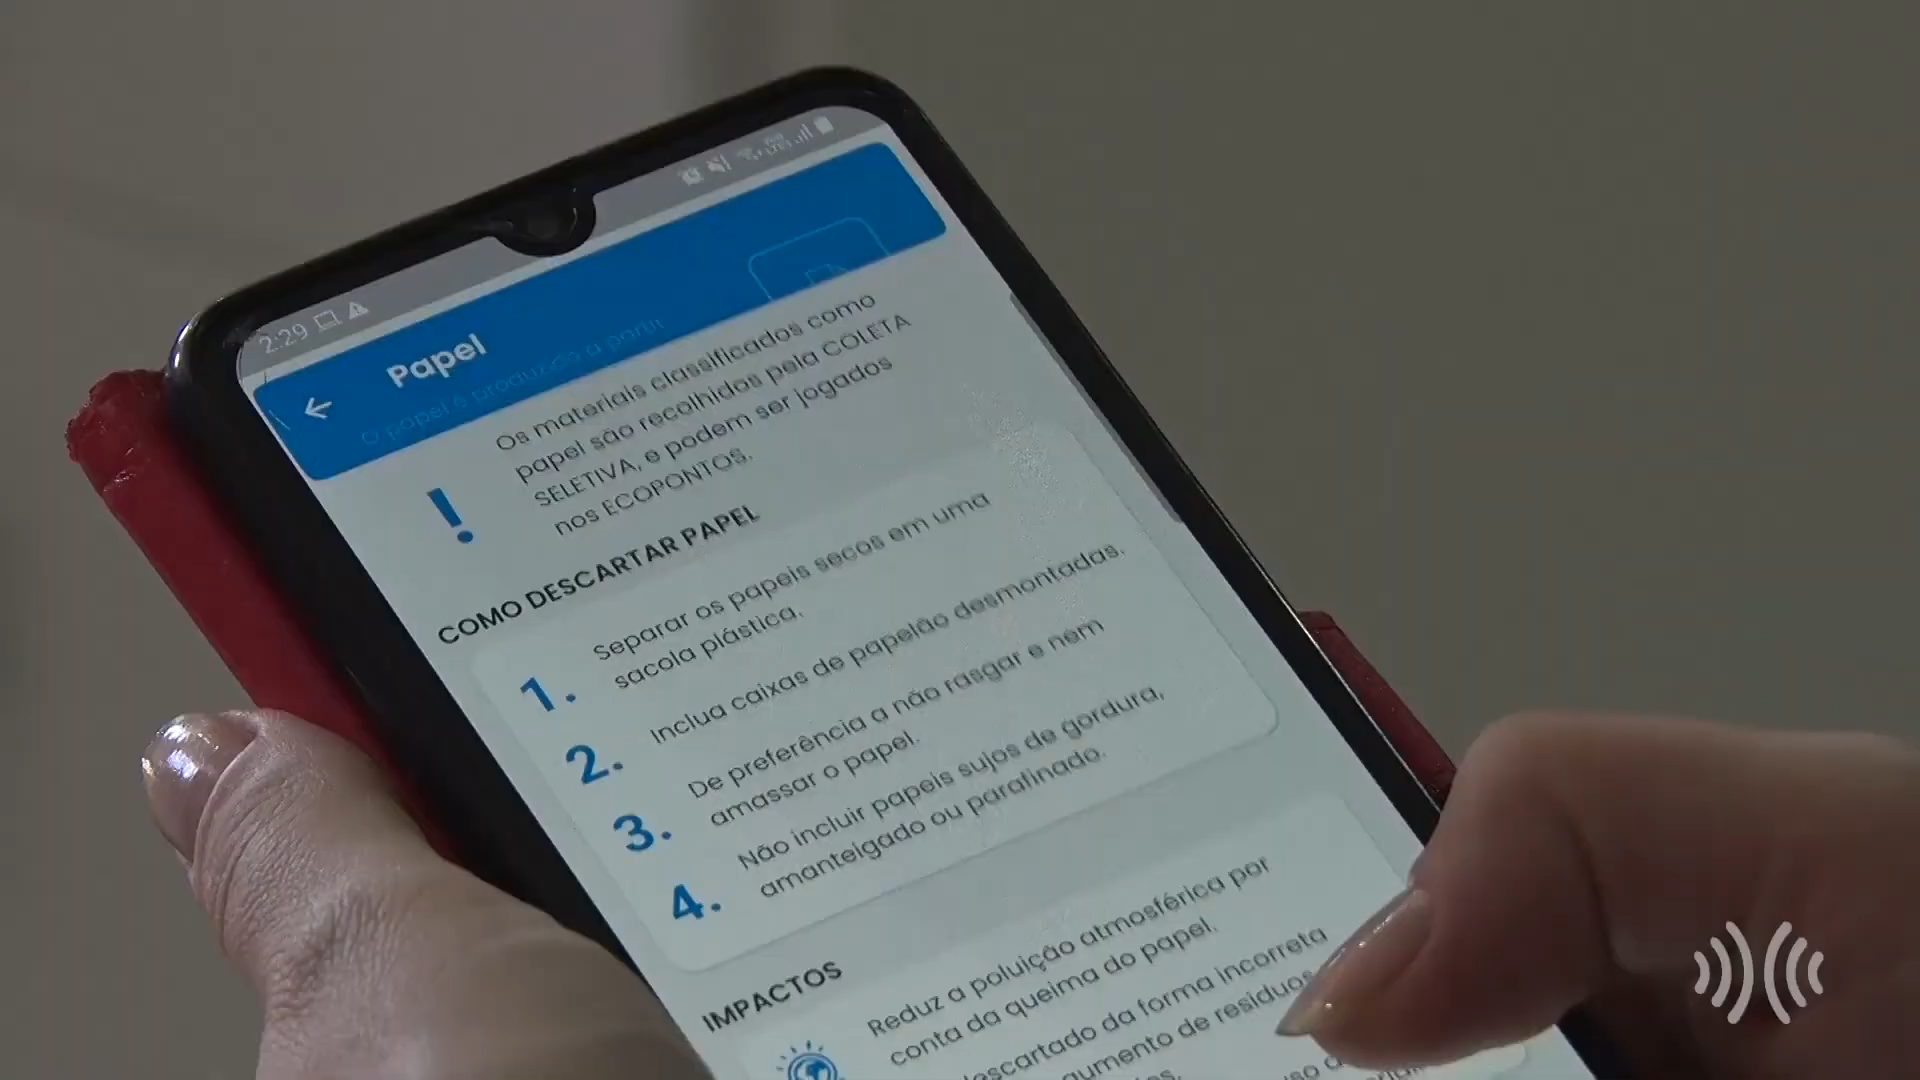 2:29
Papel
O papel é produzido a partir
Os materiais classificados como
papel são recolhidos pela COLETA
SELETIVA, e podem ser jogados
nos ECOPONTOS.
!
COMO DESCARTAR PAPEL
1. Separar os papeis secos em uma
sacola plástica.
2. Inclua caixas de papelão desmontadas.
3. De preferência a não rasgar e nem
amassar o papel.
4. Não incluir papeis sujos de gordura,
amanteigado ou parafinado.
IMPACTOS
Reduz a poluição atmosférica por
conta da queima do papel.
descartado da forma incorreta
aumento de resíduos